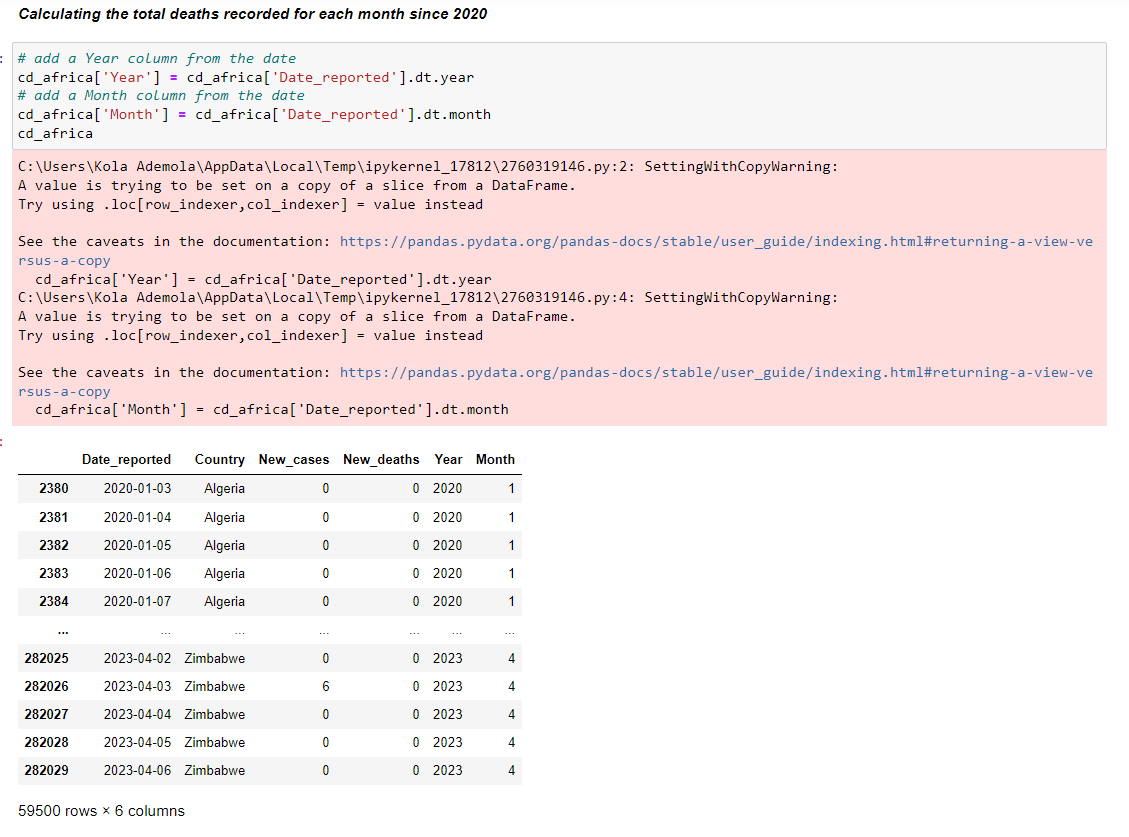 Calculating the total deaths recorded for each month since 2020
:
# add a Year column from the date
cd_africa['Year'] = cd_africa['Date_reported'].dt.year
# add a Month column from the date
cd_africa['Month'] = cd_africa['Date_reported'].dt.month
cd_africa
C:\Users\Kola Ademola\AppData\Local\Temp\ipykernel_17812\2760319146.py:2: SettingWithCopyWarning:
A value is trying to be set on a copy of a slice from a DataFrame.
Try using .loc[row_indexer,col_indexer] = value instead
See the caveats in the documentation: https://pandas.pydata.org/pandas-docs/stable/user_guide/indexing.html#returning-a-view-ve
rsus-a-copy
cd_africa['Year'] = cd_africa['Date_reported'].dt.year
C:\Users\Kola Ademola\AppData\Local\Temp\ipykernel_17812\2760319146.py:4: SettingWithCopyWarning:
A value is trying to be set on a copy of a slice from a DataFrame.
Try using .loc[row_indexer,col_indexer] = value instead
See the caveats in the documentation: https://pandas.pydata.org/pandas-docs/stable/user_guide/indexing.html#returning-a-view-ve
rsus-a-copy
cd_africa['Month'] = cd_africa['Date_reported'].dt.month
:
Date_reported Country New_cases New_deaths Year Month
2380 2020-01-03 Algeria 0 0 2020 1
2381 2020-01-04 Algeria 0 0 2020 1
2382 2020-01-05 Algeria 0 0 2020 1
2383 2020-01-06 Algeria 0 0 2020 1
2384 2020-01-07 Algeria 0 0 2020 1
... ... ... ... ... ... ...
282025 2023-04-02 Zimbabwe 0 0 2023 4
282026 2023-04-03 Zimbabwe 6 0 2023 4
282027 2023-04-04 Zimbabwe 0 0 2023 4
282028 2023-04-05 Zimbabwe 0 0 2023 4
282029 2023-04-06 Zimbabwe 0 0 2023 4
59500 rows × 6 columns